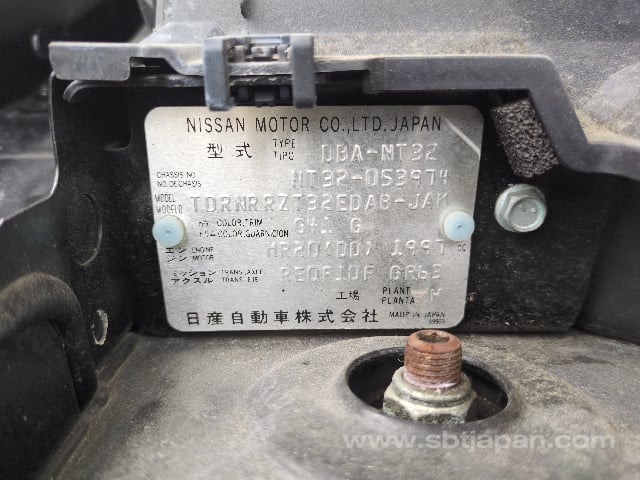 NISSAN MOTOR CO.,LTD.JAPAN
型式 TYPE TIPO DBA-NT32
CHASSIS NO. NO.DE CHASIS NT32-053974
MODEL MODELO TDRNRRZT32EDAB-JAM
COLOR,TRIM COLOR,GUARNICION G
エンジン ENGINE MOTOR MR20(DD) 1997 CC
ミッション アクスル TRANS.AXLE TRANS.EJE RE0F10F GR63
工場 PLANT PLANTA
日産自動車株式会社 MADE IN JAPAN
www.sbtjapan.com